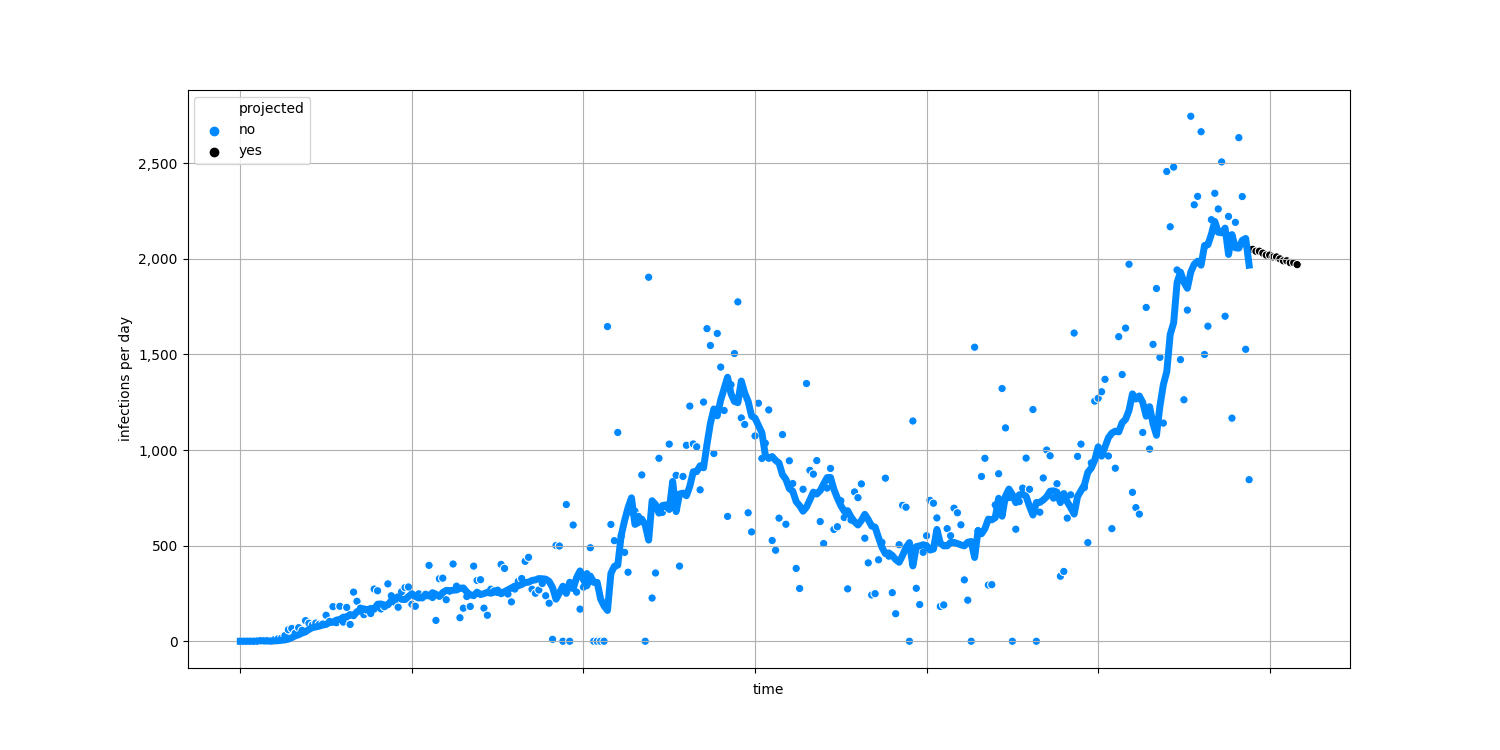 projected
no
yes
2,500
2,000
1,500
1,000
500
0
infections per day
time